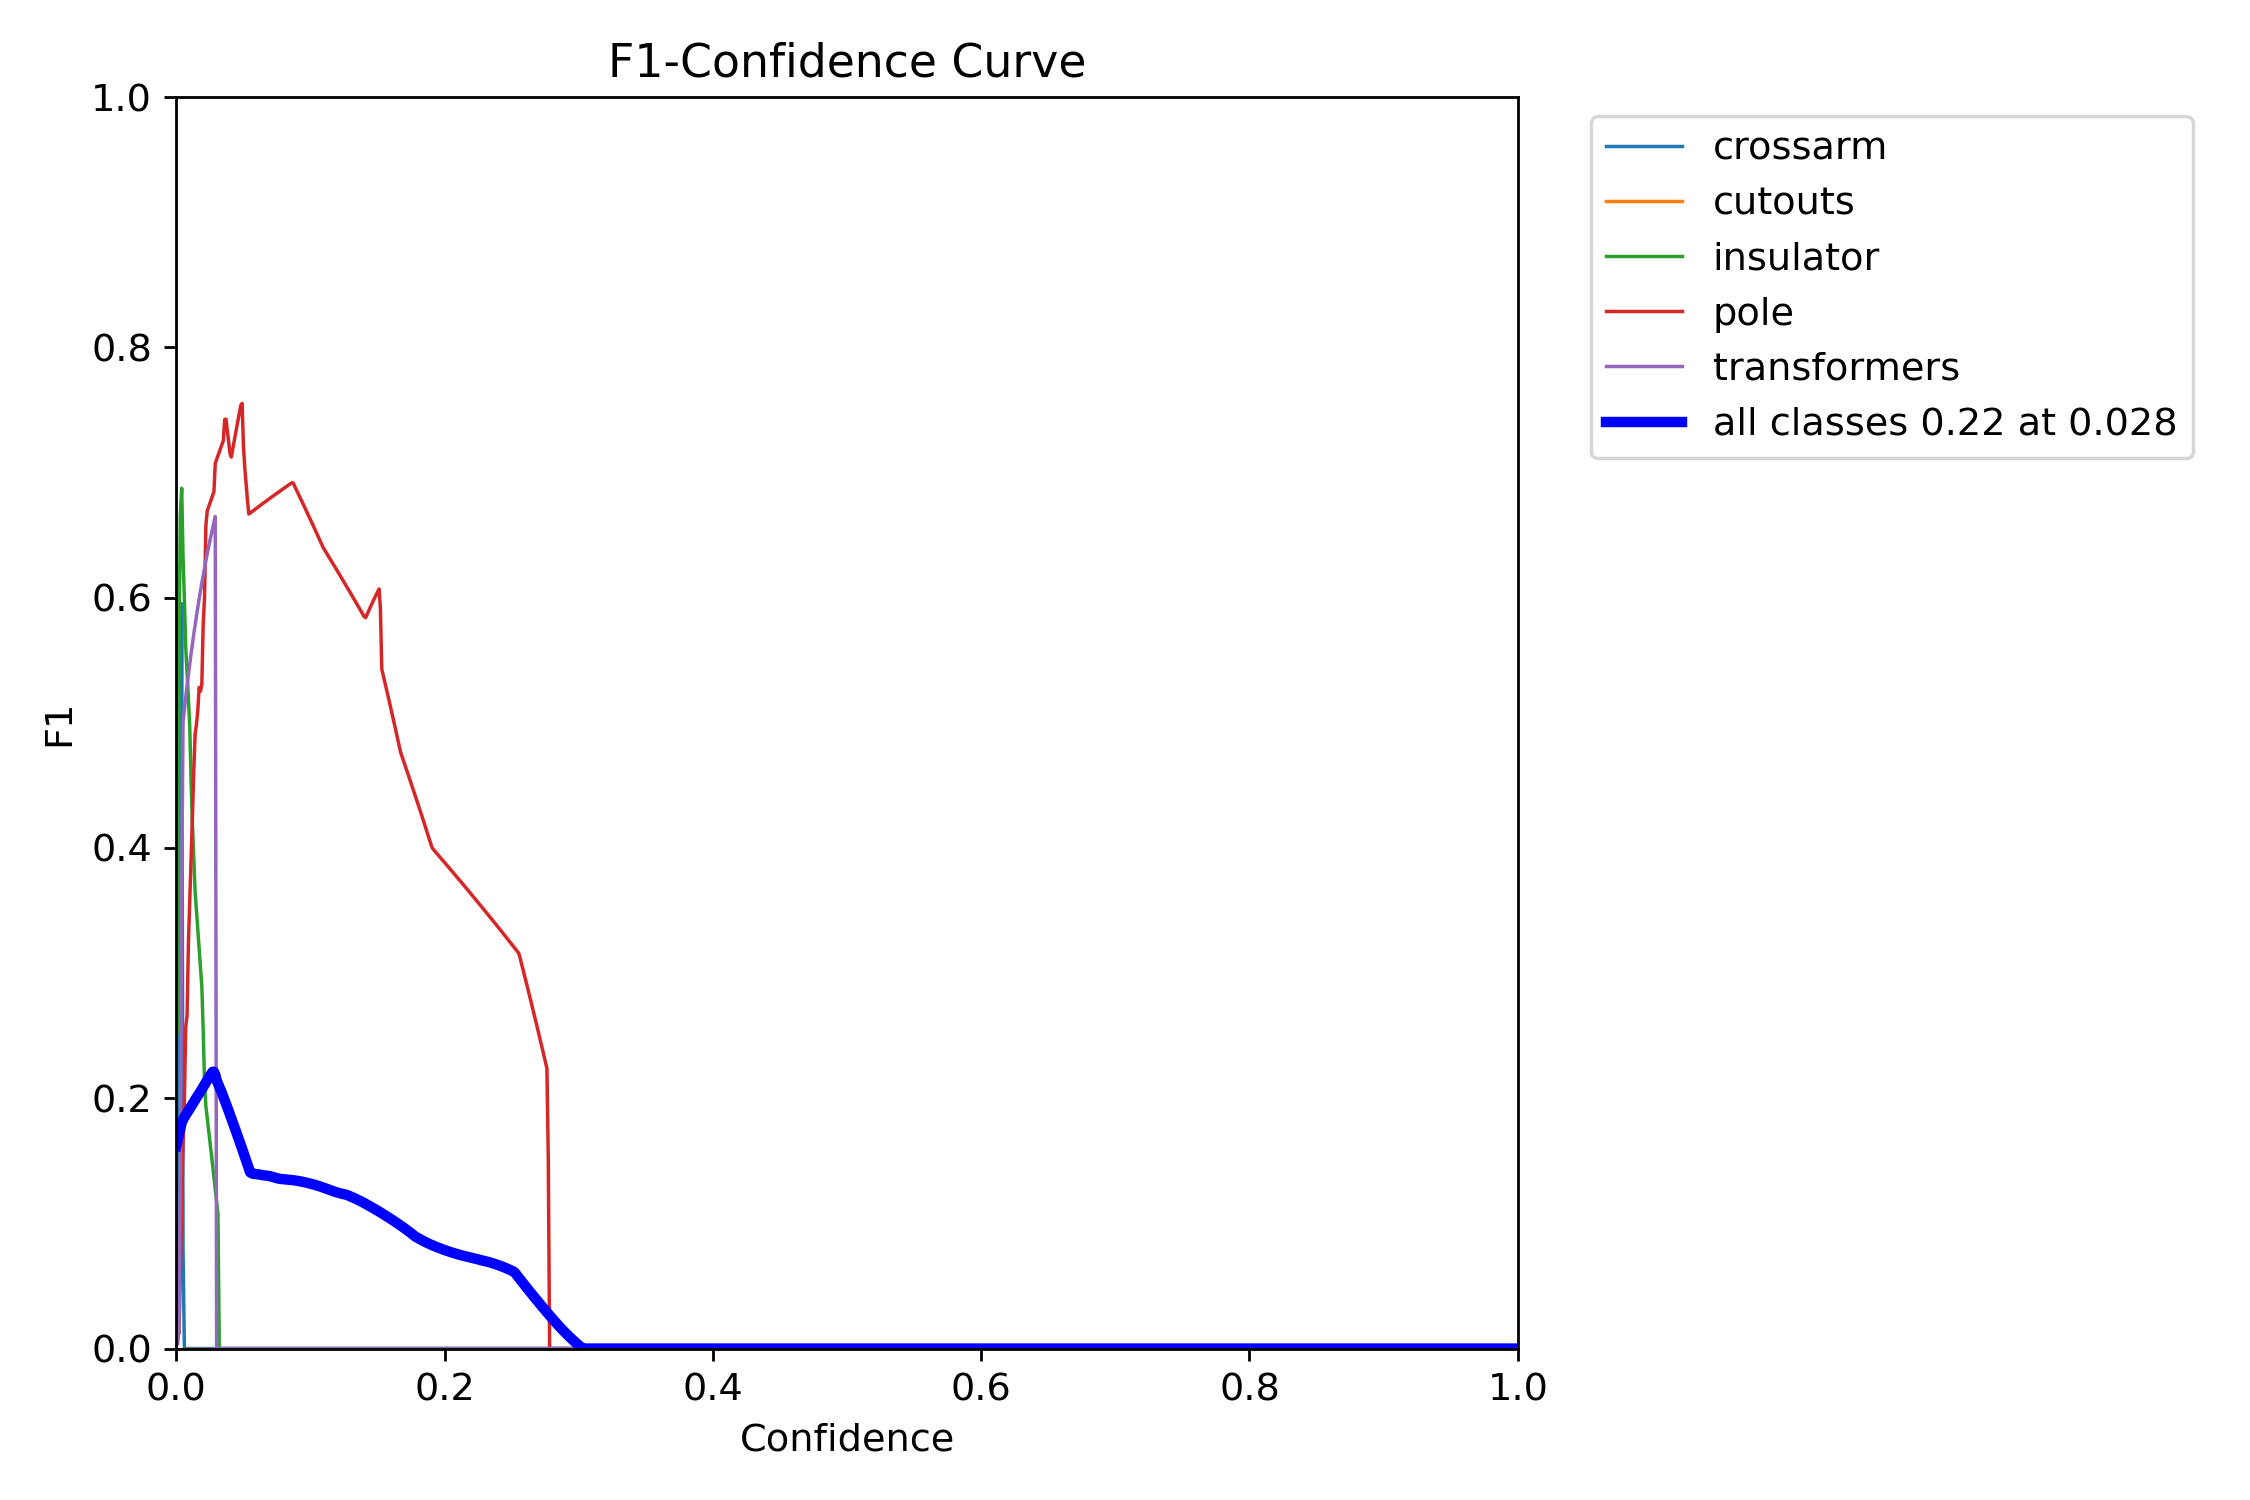 F1-Confidence Curve
1.0
0.8
0.6
0.4
0.2
0.0
F1
0.0 0.2 0.4 0.6 0.8 1.0
Confidence
crossarm
cutouts
insulator
pole
transformers
all classes 0.22 at 0.028